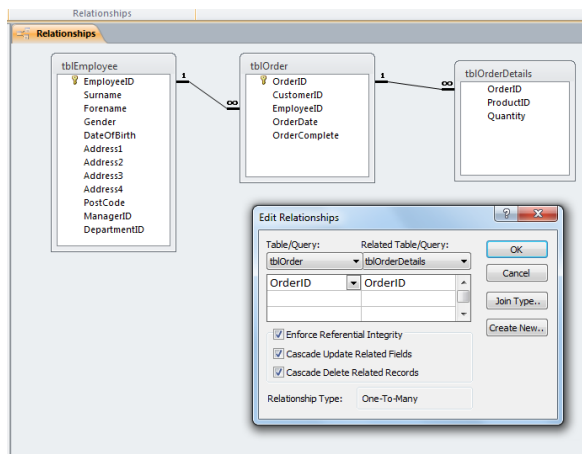 Relationships
Relationships
tblEmployee
EmployeeID
Surname
Forename
Gender
DateOfBirth
Address1
Address2
Address3
Address4
PostCode
ManagerID
DepartmentID
1
∞
tblOrder
OrderID
CustomerID
EmployeeID
OrderDate
OrderComplete
1
∞
tblOrderDetails
OrderID
ProductID
Quantity
Edit Relationships
?
X
Table/Query: Related Table/Query:
tblOrder tblOrderDetails
OrderID OrderID
Enforce Referential Integrity
Cascade Update Related Fields
Cascade Delete Related Records
Relationship Type: One-To-Many
OK
Cancel
Join Type..
Create New..